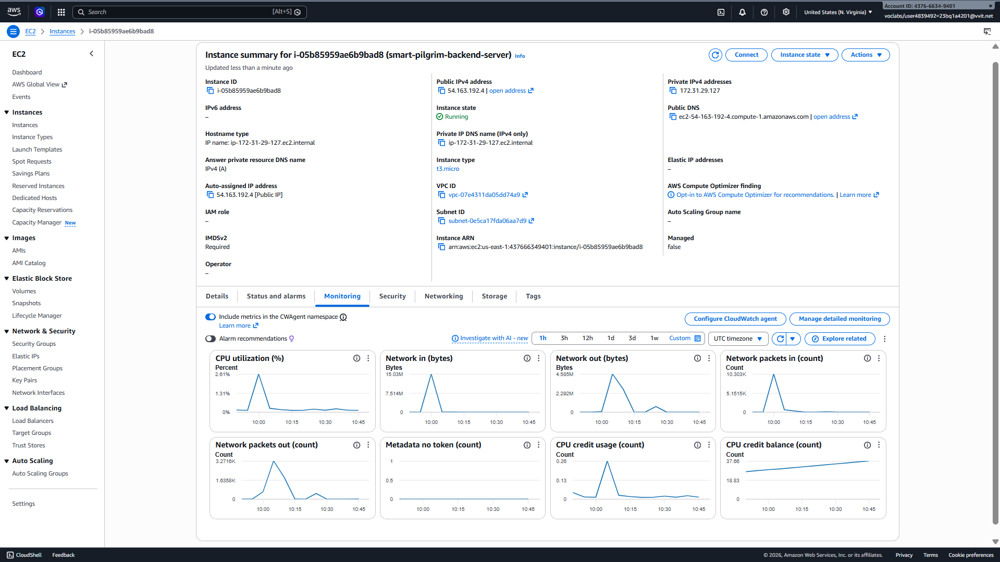 aws
Search
[Alt+S]
United States (N. Virginia)
Account ID: 4376-6634-9401
voclabs/user4839492=23bq1a4201@vvit.net
EC2
Instances
i-05b85959ae6b9bad8
EC2
Dashboard
AWS Global View
Events
Instances
Instances
Instance Types
Launch Templates
Spot Requests
Savings Plans
Reserved Instances
Dedicated Hosts
Capacity Reservations
Capacity Manager New
Images
AMIs
AMI Catalog
Elastic Block Store
Volumes
Snapshots
Lifecycle Manager
Network & Security
Security Groups
Elastic IPs
Placement Groups
Key Pairs
Network Interfaces
Load Balancing
Load Balancers
Target Groups
Trust Stores
Auto Scaling
Auto Scaling Groups
Settings
Instance summary for i-05b85959ae6b9bad8 (smart-pilgrim-backend-server) Info
Updated less than a minute ago
Connect
Instance state
Actions
Instance ID
i-05b85959ae6b9bad8
IPv6 address
–
Hostname type
IP name: ip-172-31-29-127.ec2.internal
Answer private resource DNS name
IPv4 (A)
Auto-assigned IP address
54.163.192.4 [Public IP]
IAM role
–
IMDSv2
Required
Operator
–
Public IPv4 address
54.163.192.4 | open address
Instance state
Running
Private IP DNS name (IPv4 only)
ip-172-31-29-127.ec2.internal
Instance type
t3.micro
VPC ID
vpc-07e4311da05dd74a9
Subnet ID
subnet-0e5ca17fda06aa7d9
Instance ARN
arn:aws:ec2:us-east-1:437666349401:instance/i-05b85959ae6b9bad8
Private IPv4 addresses
172.31.29.127
Public DNS
ec2-54-163-192-4.compute-1.amazonaws.com | open address
Elastic IP addresses
–
AWS Compute Optimizer finding
Opt-in to AWS Compute Optimizer for recommendations. | Learn more
Auto Scaling Group name
–
Managed
false
Details
Status and alarms
Monitoring
Security
Networking
Storage
Tags
Include metrics in the CWAgent namespace
Learn more
Configure CloudWatch agent
Manage detailed monitoring
Alarm recommendations
Investigate with AI - new
1h
3h
12h
1d
3d
1w
Custom
UTC timezone
Explore related
CPU utilization (%)
Percent
2.61%
1.31%
0%
10:00 10:15 10:30 10:45
Network in (bytes)
Bytes
15.03M
7.514M
0
10:00 10:15 10:30 10:45
Network out (bytes)
Bytes
4.585M
2.292M
0
10:00 10:15 10:30 10:45
Network packets in (count)
Count
10.303K
5.1515K
0
10:00 10:15 10:30 10:45
Network packets out (count)
Count
3.2716K
1.6358K
0
10:00 10:15 10:30 10:45
Metadata no token (count)
1
0.5
0
10:00 10:15 10:30 10:45
CPU credit usage (count)
Count
0.26
0.13
0
10:00 10:15 10:30 10:45
CPU credit balance (count)
Count
37.66
18.83
0
10:00 10:15 10:30 10:45
CloudShell
Feedback
© 2026, Amazon Web Services, Inc. or its affiliates.
Privacy
Terms
Cookie preferences